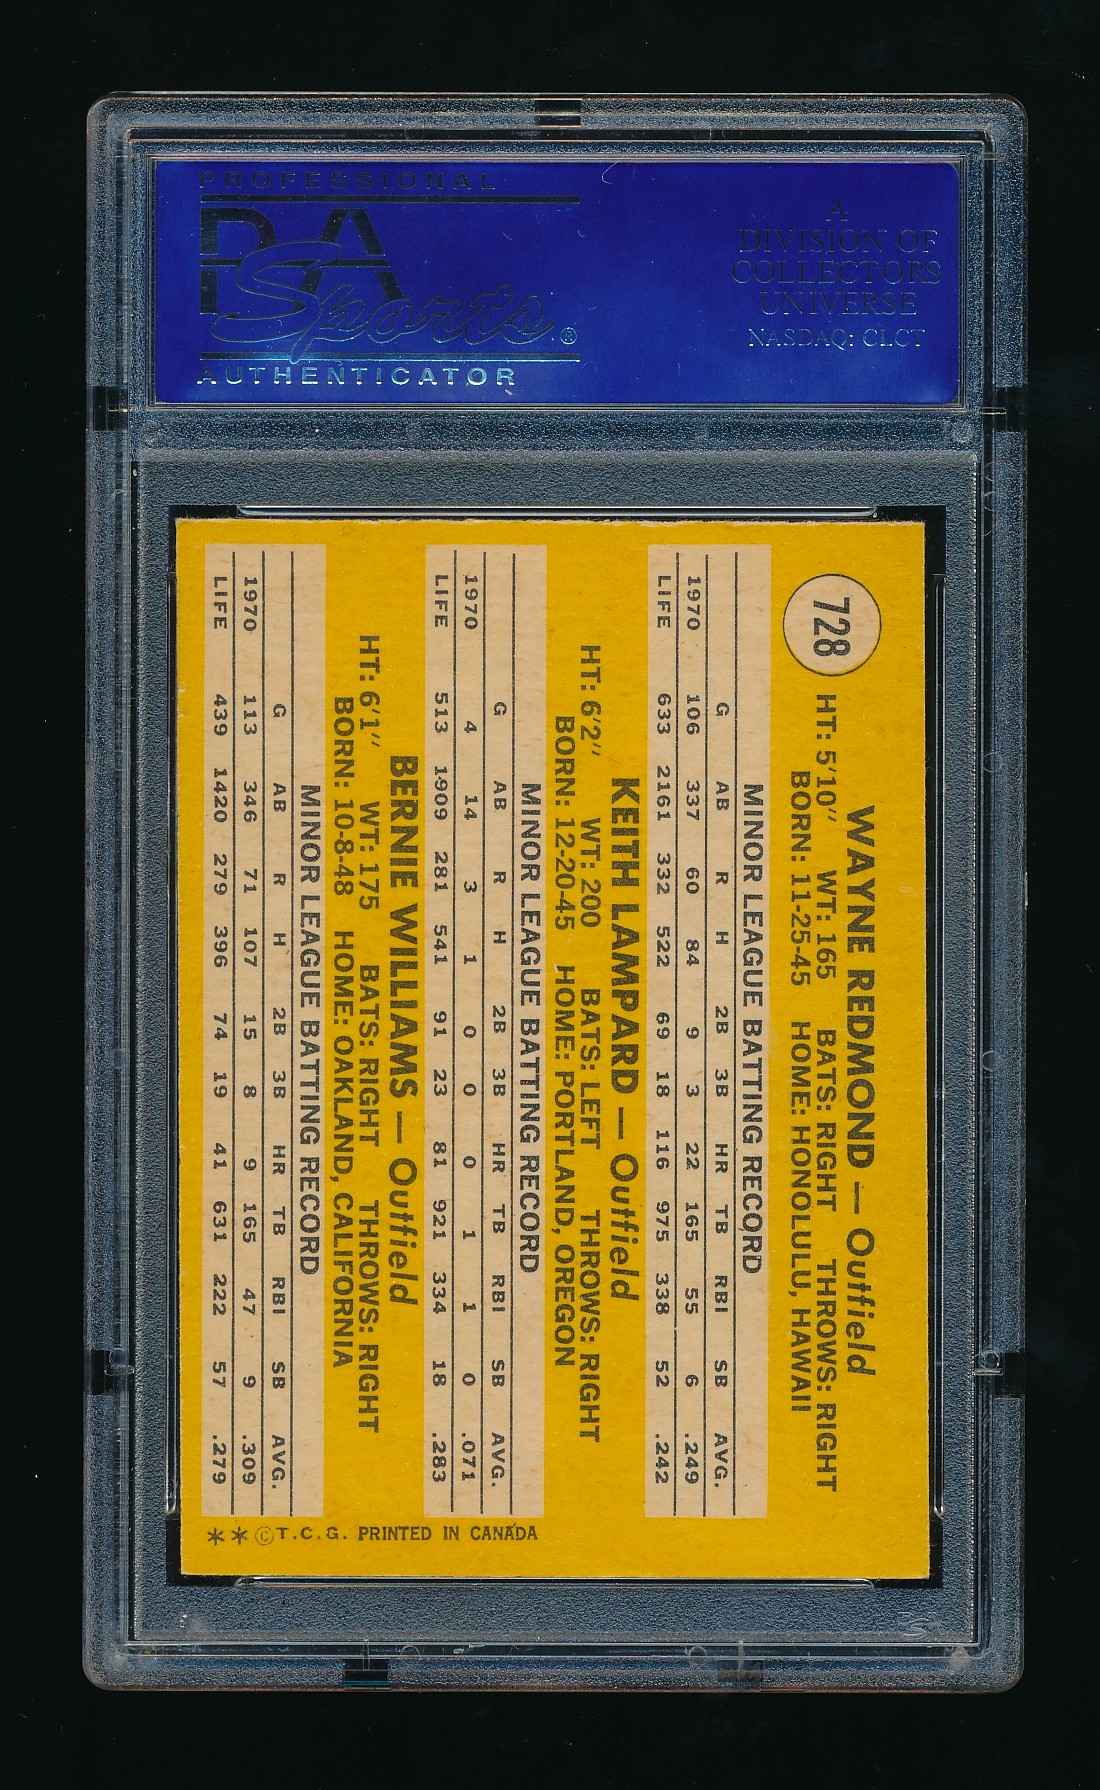 PROFESSIONAL
PSA
Sports®
AUTHENTICATOR
A
DIVISION OF
COLLECTORS
UNIVERSE
NASDAQ: CLCT
728
WAYNE REDMOND — Outfield
HT: 5'10" WT: 165 BATS: RIGHT THROWS: RIGHT
BORN: 11-25-45 HOME: HONOLULU, HAWAII
MINOR LEAGUE BATTING RECORD
G AB R H 2B 3B HR TB RBI SB AVG.
1970 106 337 60 84 9 3 22 165 55 6 .249
LIFE 633 2161 332 522 69 18 116 975 338 52 .242
KEITH LAMPARD — Outfield
HT: 6'2" WT: 200 BATS: LEFT THROWS: RIGHT
BORN: 12-20-45 HOME: PORTLAND, OREGON
MINOR LEAGUE BATTING RECORD
G AB R H 2B 3B HR TB RBI SB AVG.
1970 4 14 3 1 0 0 0 1 1 0 .071
LIFE 513 1909 281 541 91 23 81 921 334 18 .283
BERNIE WILLIAMS — Outfield
HT: 6'1" WT: 175 BATS: RIGHT THROWS: RIGHT
BORN: 10-8-48 HOME: OAKLAND, CALIFORNIA
MINOR LEAGUE BATTING RECORD
G AB R H 2B 3B HR TB RBI SB AVG.
1970 113 346 71 107 15 8 9 165 47 9 .309
LIFE 439 1420 279 396 74 19 41 631 222 57 .279
**©T.C.G. PRINTED IN CANADA